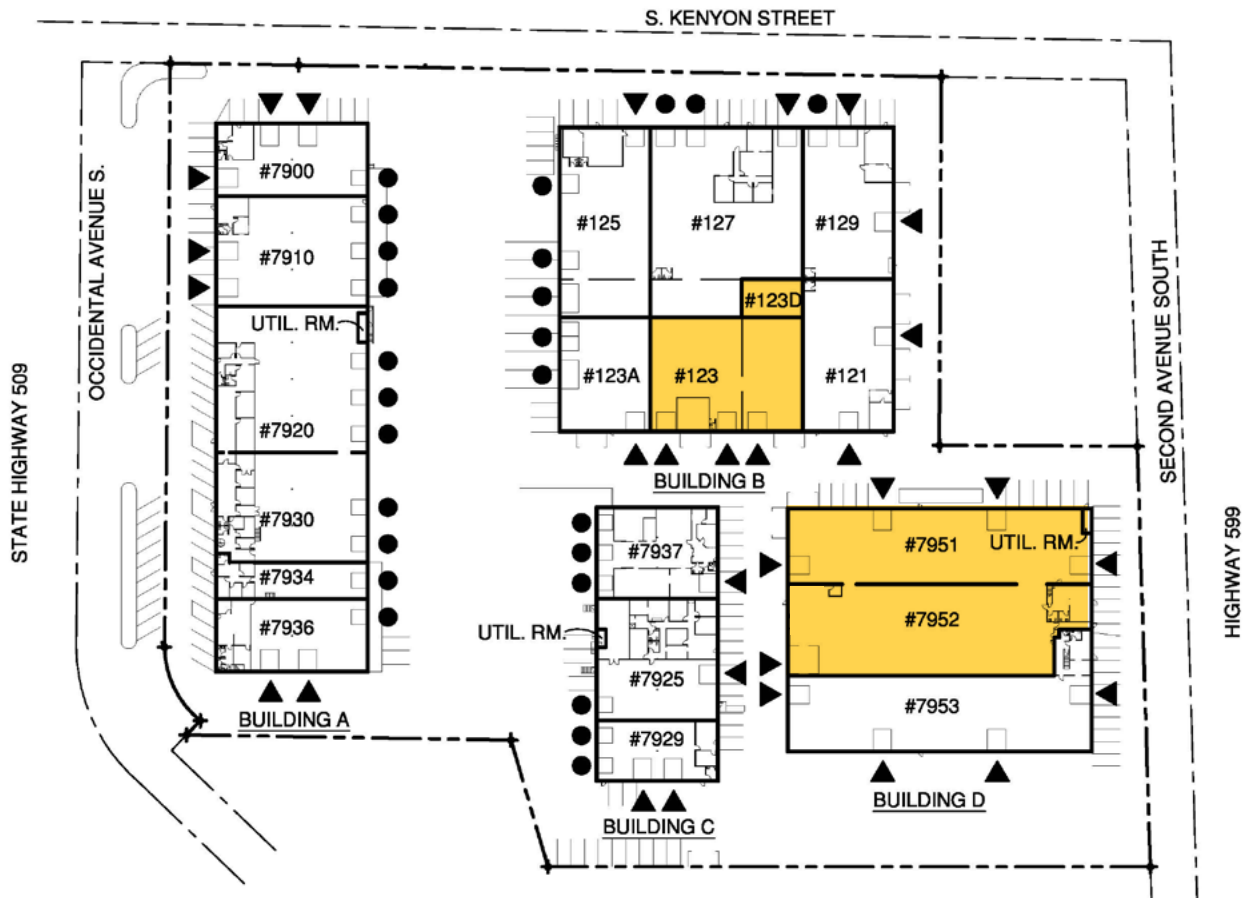 S. KENYON STREET
OCCIDENTAL AVENUE S.
STATE HIGHWAY 509
#7900
#7910
UTIL. RM.
#7920
#7930
#7934
#7936
BUILDING A
#125
#127
#129
#123D
#123A
#123
#121
BUILDING B
SECOND AVENUE SOUTH
HIGHWAY 599
#7937
UTIL. RM.
#7925
#7929
BUILDING C
#7951
UTIL. RM.
#7952
#7953
BUILDING D